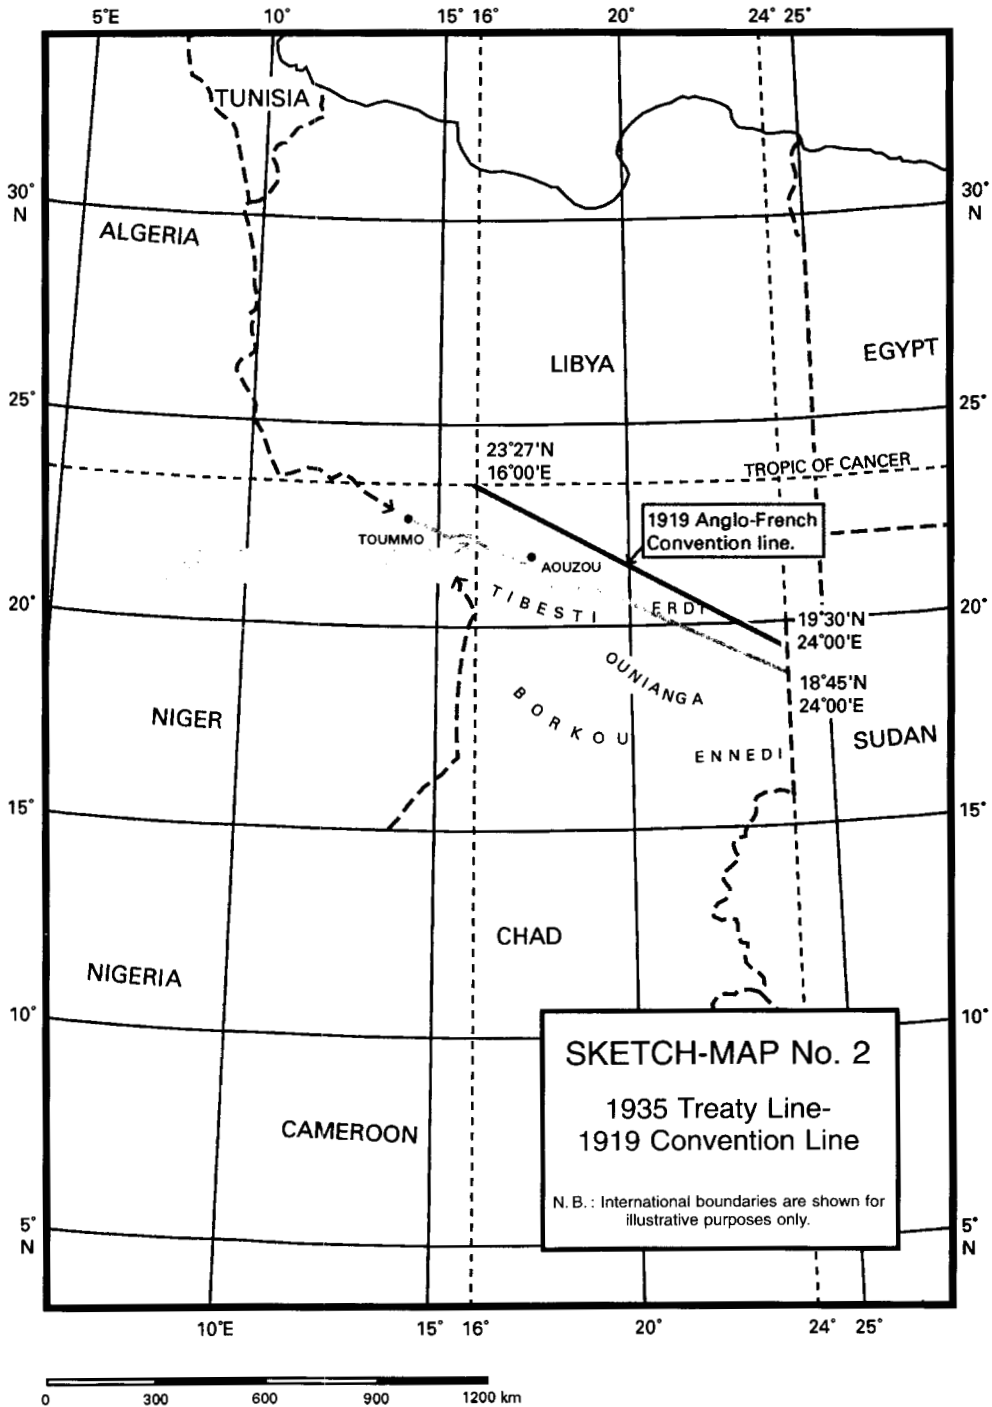 5°E 10° 15° 16° 20° 24° 25°
TUNISIA
30°
N
30°
N
ALGERIA
LIBYA
EGYPT
25°
25°
23°27'N
16°00'E
TROPIC OF CANCER
1919 Anglo-French
Convention line.
TOUMMO
AOUZOU
TIBESTI
ERDI
20°
20°
19°30'N
24°00'E
OUNIANGA
18°45'N
24°00'E
BORKOU
NIGER
ENNEDI
SUDAN
15°
15°
CHAD
NIGERIA
10°
10°
SKETCH-MAP No. 2
1935 Treaty Line-
1919 Convention Line
N.B.: International boundaries are shown for
illustrative purposes only.
CAMEROON
5°
N
5°
N
10°E 15° 16° 20° 24° 25°
0 300 600 900 1200 km